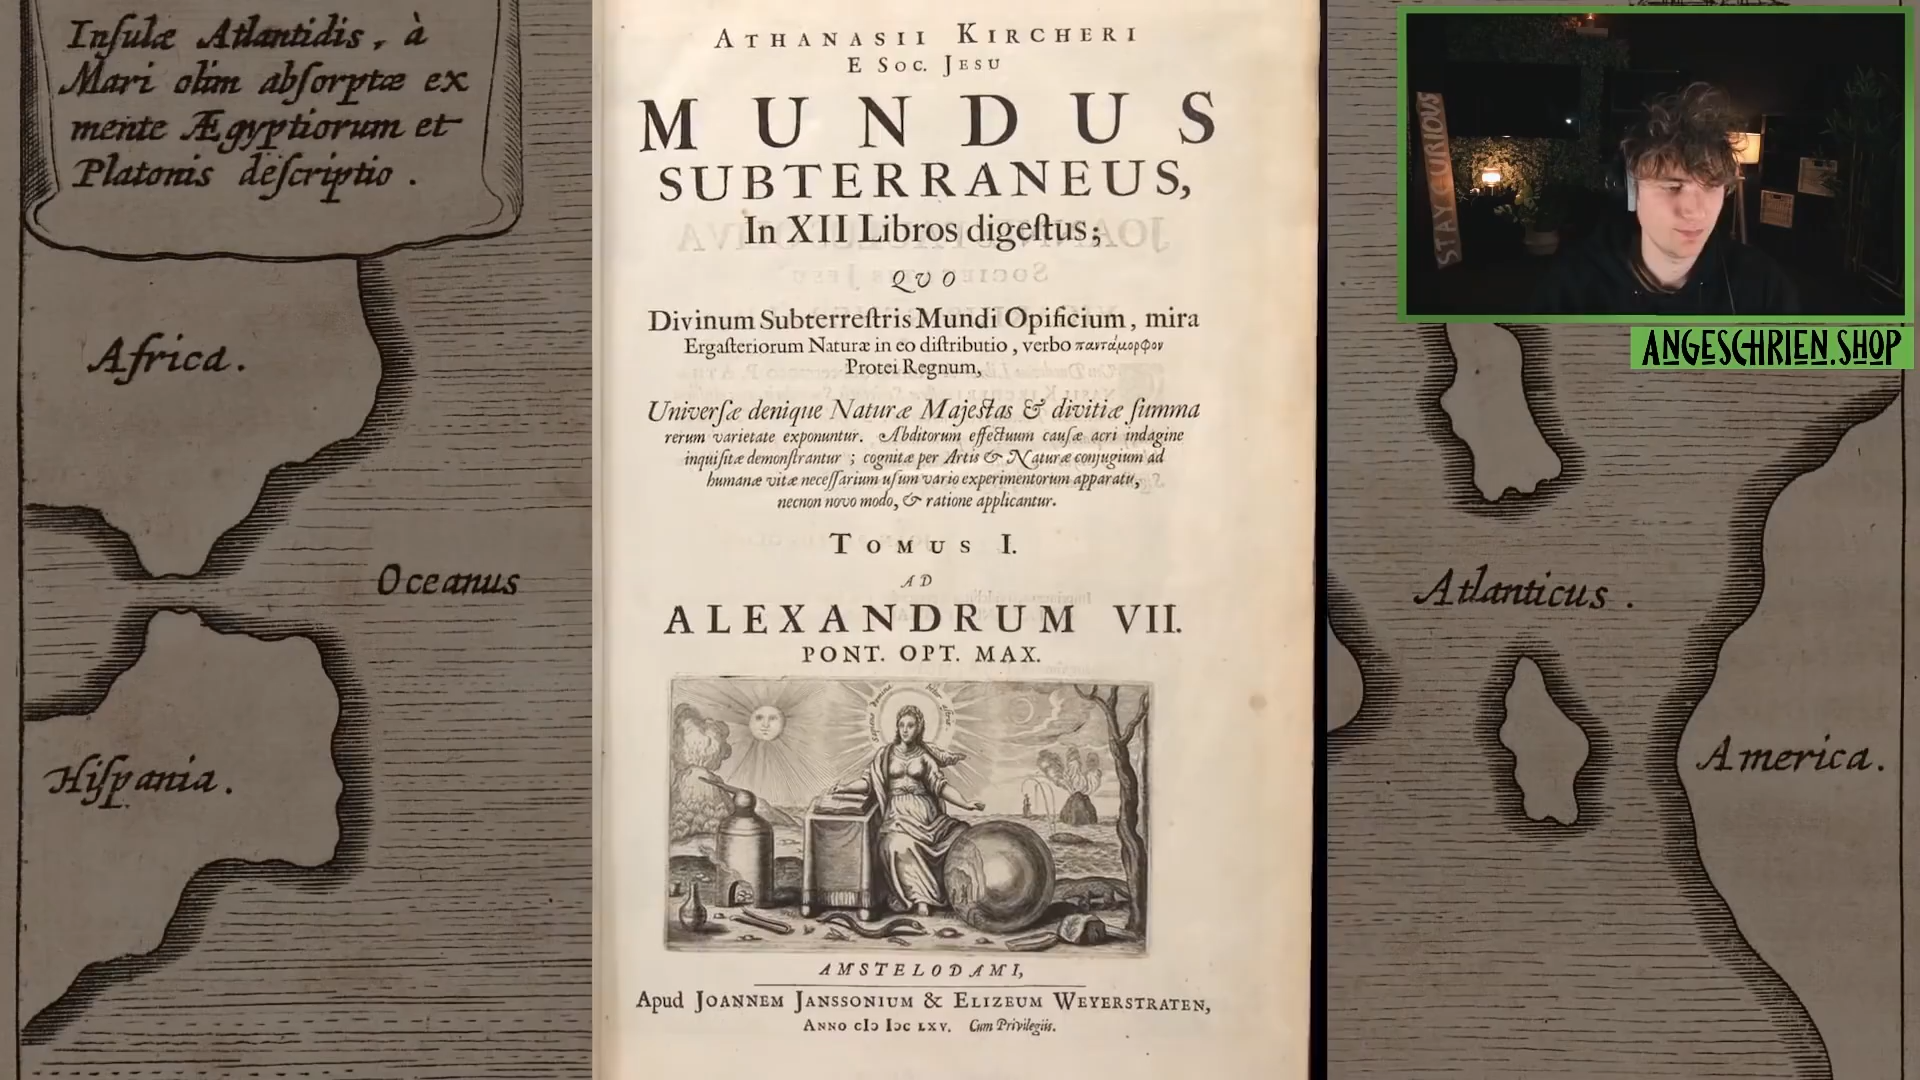 Insulæ Atlantidis, à
Mari olim absorptæ ex
mente Ægyptiorum et
Platonis descriptio.
Africa.
Oceanus
Hispania.
ATHANASII KIRCHERI
E SOC. JESU
MUNDUS
SUBTERRANEUS,
In XII Libros digestus;
QVO
Divinum Subterrestris Mundi Opificium, mira
Ergasteriorum Naturæ in eo distributio, verbo παντάμορφον
Protei Regnum,
Universæ denique Naturæ Majestas & divitiæ summa
rerum varietate exponuntur. Abditorum effectuum causæ acri indagine
inquisitæ demonstrantur; cognitæ per Artis & Naturæ conjugium ad
humanæ vitæ necessarium usum vario experimentorum apparatu,
necnon novo modo, & ratione applicantur.
TOMUS I.
AD
ALEXANDRUM VII.
PONT. OPT. MAX.
AMSTELODAMI,
Apud JOANNEM JANSSONIUM & ELIZEUM WEYERSTRATEN,
ANNO cIↄ Iↄc LXV. Cum Privilegiis.
STAY CURIOUS
ANGESCHRIEN.SHOP
Atlanticus.
America.